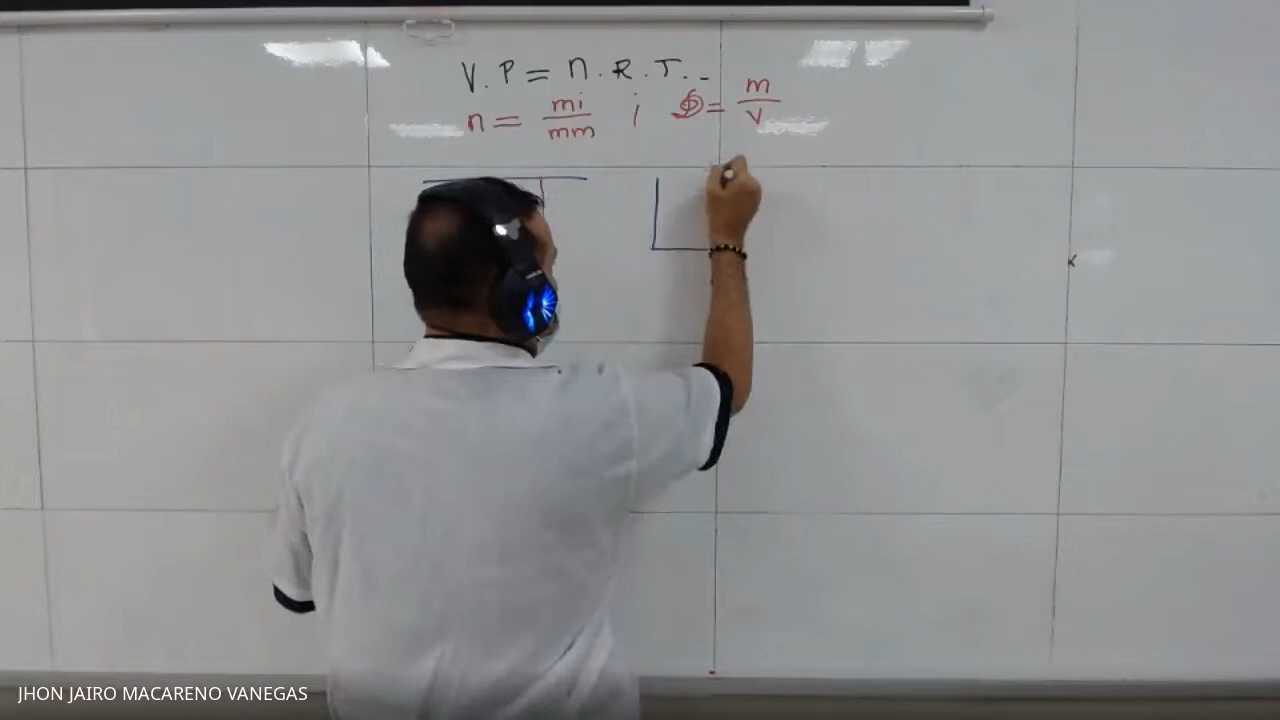 V.P = n.R.T..
n = mi/mm ; = m/v
JHON JAIRO MACARENO VANEGAS